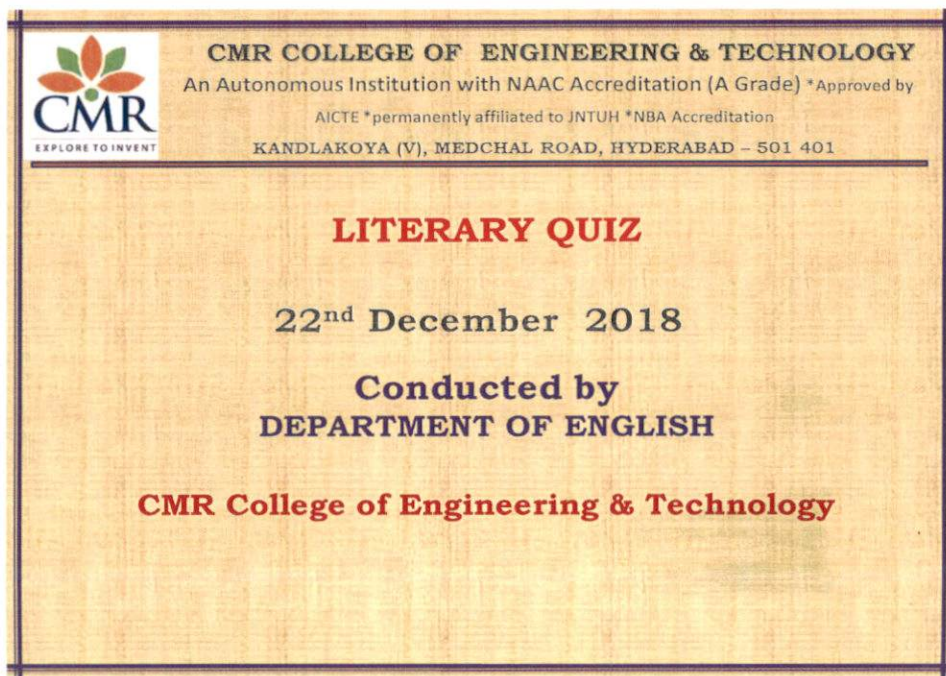 CMR
EXPLORE TO INVENT
CMR COLLEGE OF ENGINEERING & TECHNOLOGY
An Autonomous Institution with NAAC Accreditation (A Grade) *Approved by
AICTE *permanently affiliated to JNTUH *NBA Accreditation
KANDLAKOYA (V), MEDCHAL ROAD, HYDERABAD – 501 401
LITERARY QUIZ
22nd December 2018
Conducted by
DEPARTMENT OF ENGLISH
CMR College of Engineering & Technology